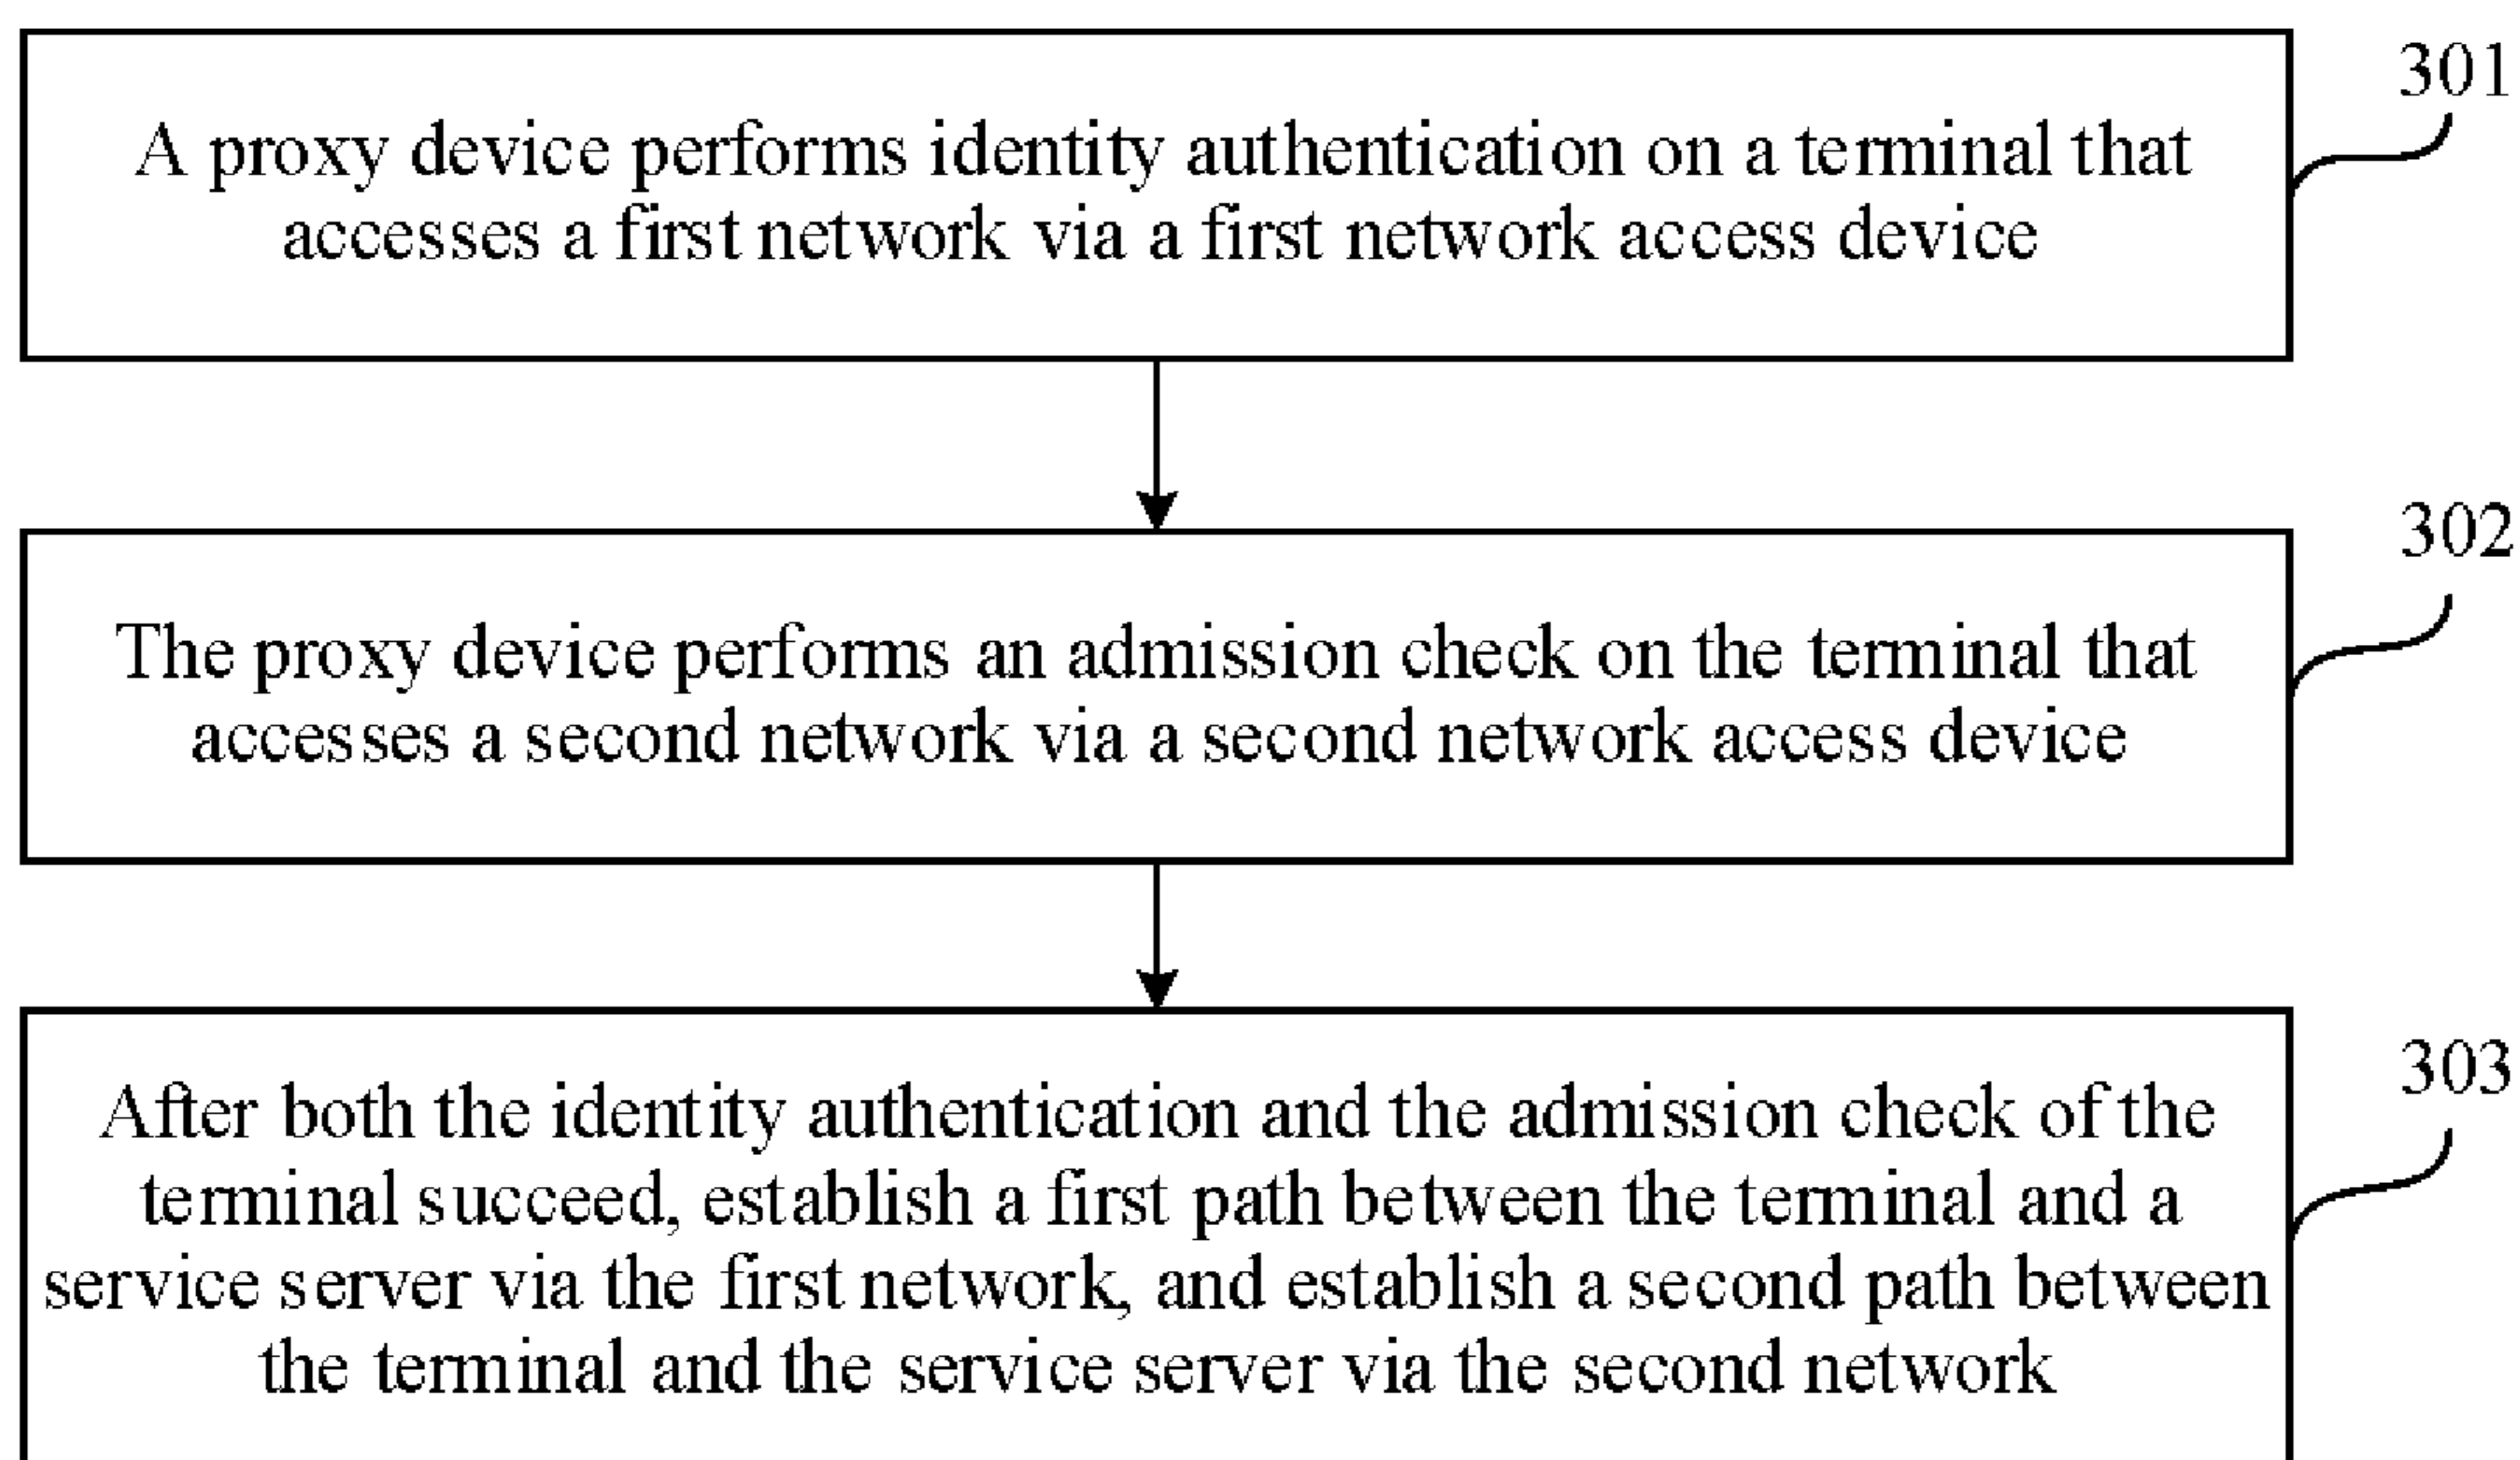 301
A proxy device performs identity authentication on a terminal that
accesses a first network via a first network access device
302
The proxy device performs an admission check on the terminal that
accesses a second network via a second network access device
303
After both the identity authentication and the admission check of the
terminal succeed, establish a first path between the terminal and a
service server via the first network, and establish a second path between
the terminal and the service server via the second network